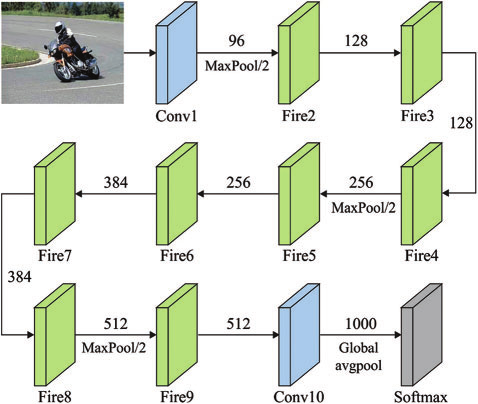 96
128
MaxPool/2
Conv1
Fire2
Fire3
128
384
256
256
MaxPool/2
Fire7
Fire6
Fire5
Fire4
384
512
512
1000
MaxPool/2
Global
avgpool
Fire8
Fire9
Conv10
Softmax